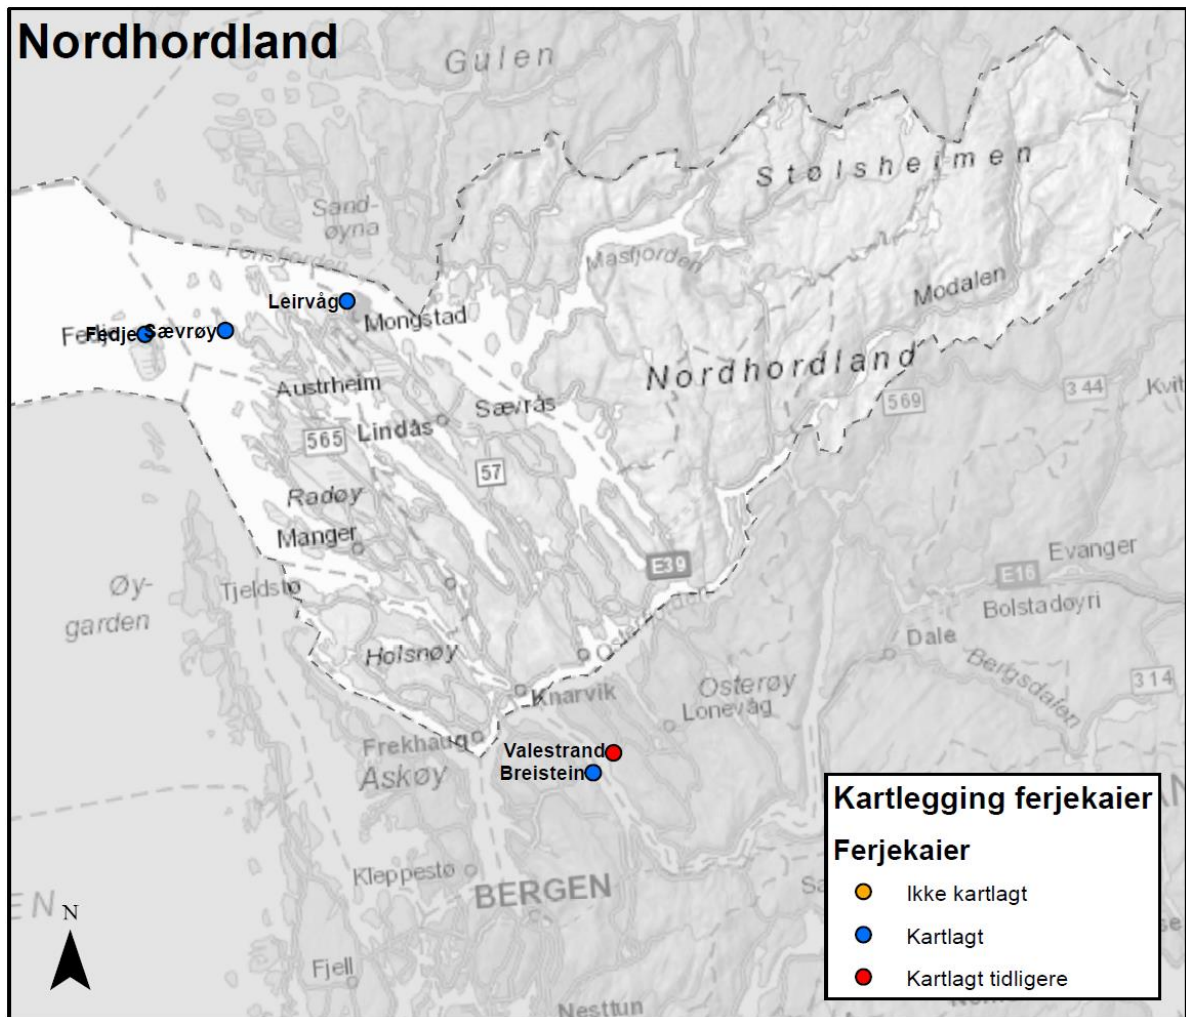 Nordhordland
Gulen
Stølsheimen
Sand-
øyna
Fensfjorden
Masfjorden
Modalen
Leirvåg
Mongstad
Fedje
Fedje
Sævrøy
Nordhordland
Austrheim
Sævrås
569
344
Kvit
565
Lindås
57
Radøy
Manger
E39
Evanger
E16
Øy-
garden
Tjeldstø
Bolstadøyri
Dale
Holsnøy
Bergsdalen
Osterøy
314
Knarvik
Lonevåg
Frekhaug
Valestrand
Askøy
Breistein
Kartlegging ferjekaier
Ferjekaier
Ikke kartlagt
Kartlagt
Kartlagt tidligere
Kleppestø
BERGEN
EN
N
Fjell
Nesttun